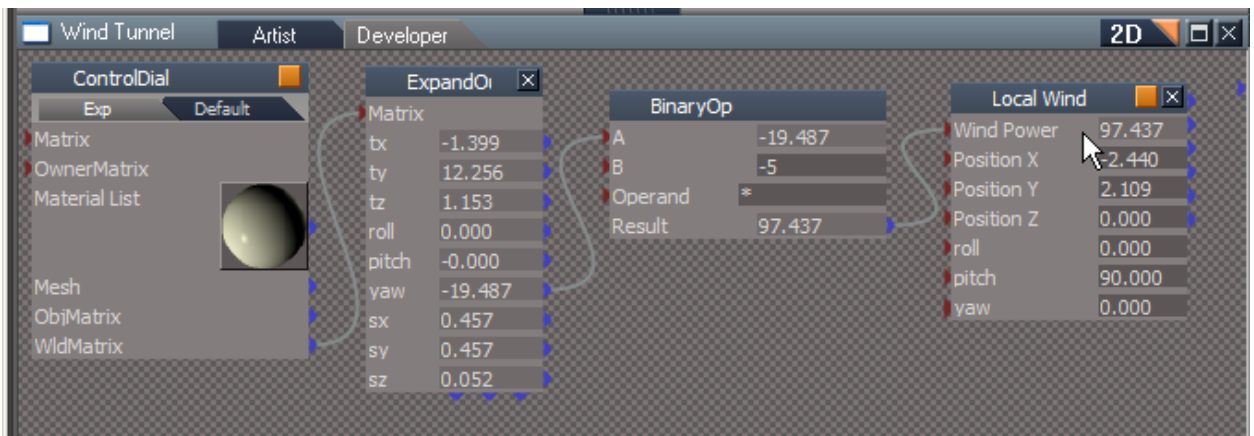 Wind Tunnel Artist Developer 2D
ControlDial
Exp Default
Matrix
OwnerMatrix
Material List
Mesh
ObjMatrix
WldMatrix
ExpandO
Matrix
tx -1.399
ty 12.256
tz 1.153
roll 0.000
pitch -0.000
yaw -19.487
sx 0.457
sy 0.457
sz 0.052
BinaryOp
A -19.487
B -5
Operand *
Result 97.437
Local Wind
Wind Power 97.437
Position X -2.440
Position Y 2.109
Position Z 0.000
roll 0.000
pitch 90.000
yaw 0.000